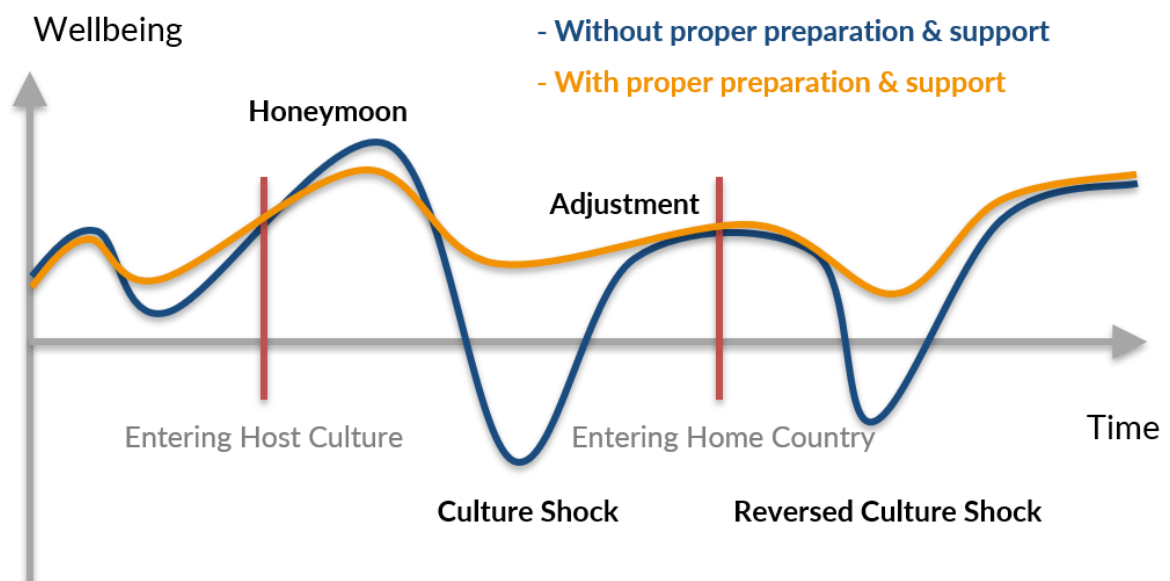 Wellbeing
- Without proper preparation & support
- With proper preparation & support
Honeymoon
Adjustment
Entering Host Culture
Entering Home Country
Time
Culture Shock
Reversed Culture Shock